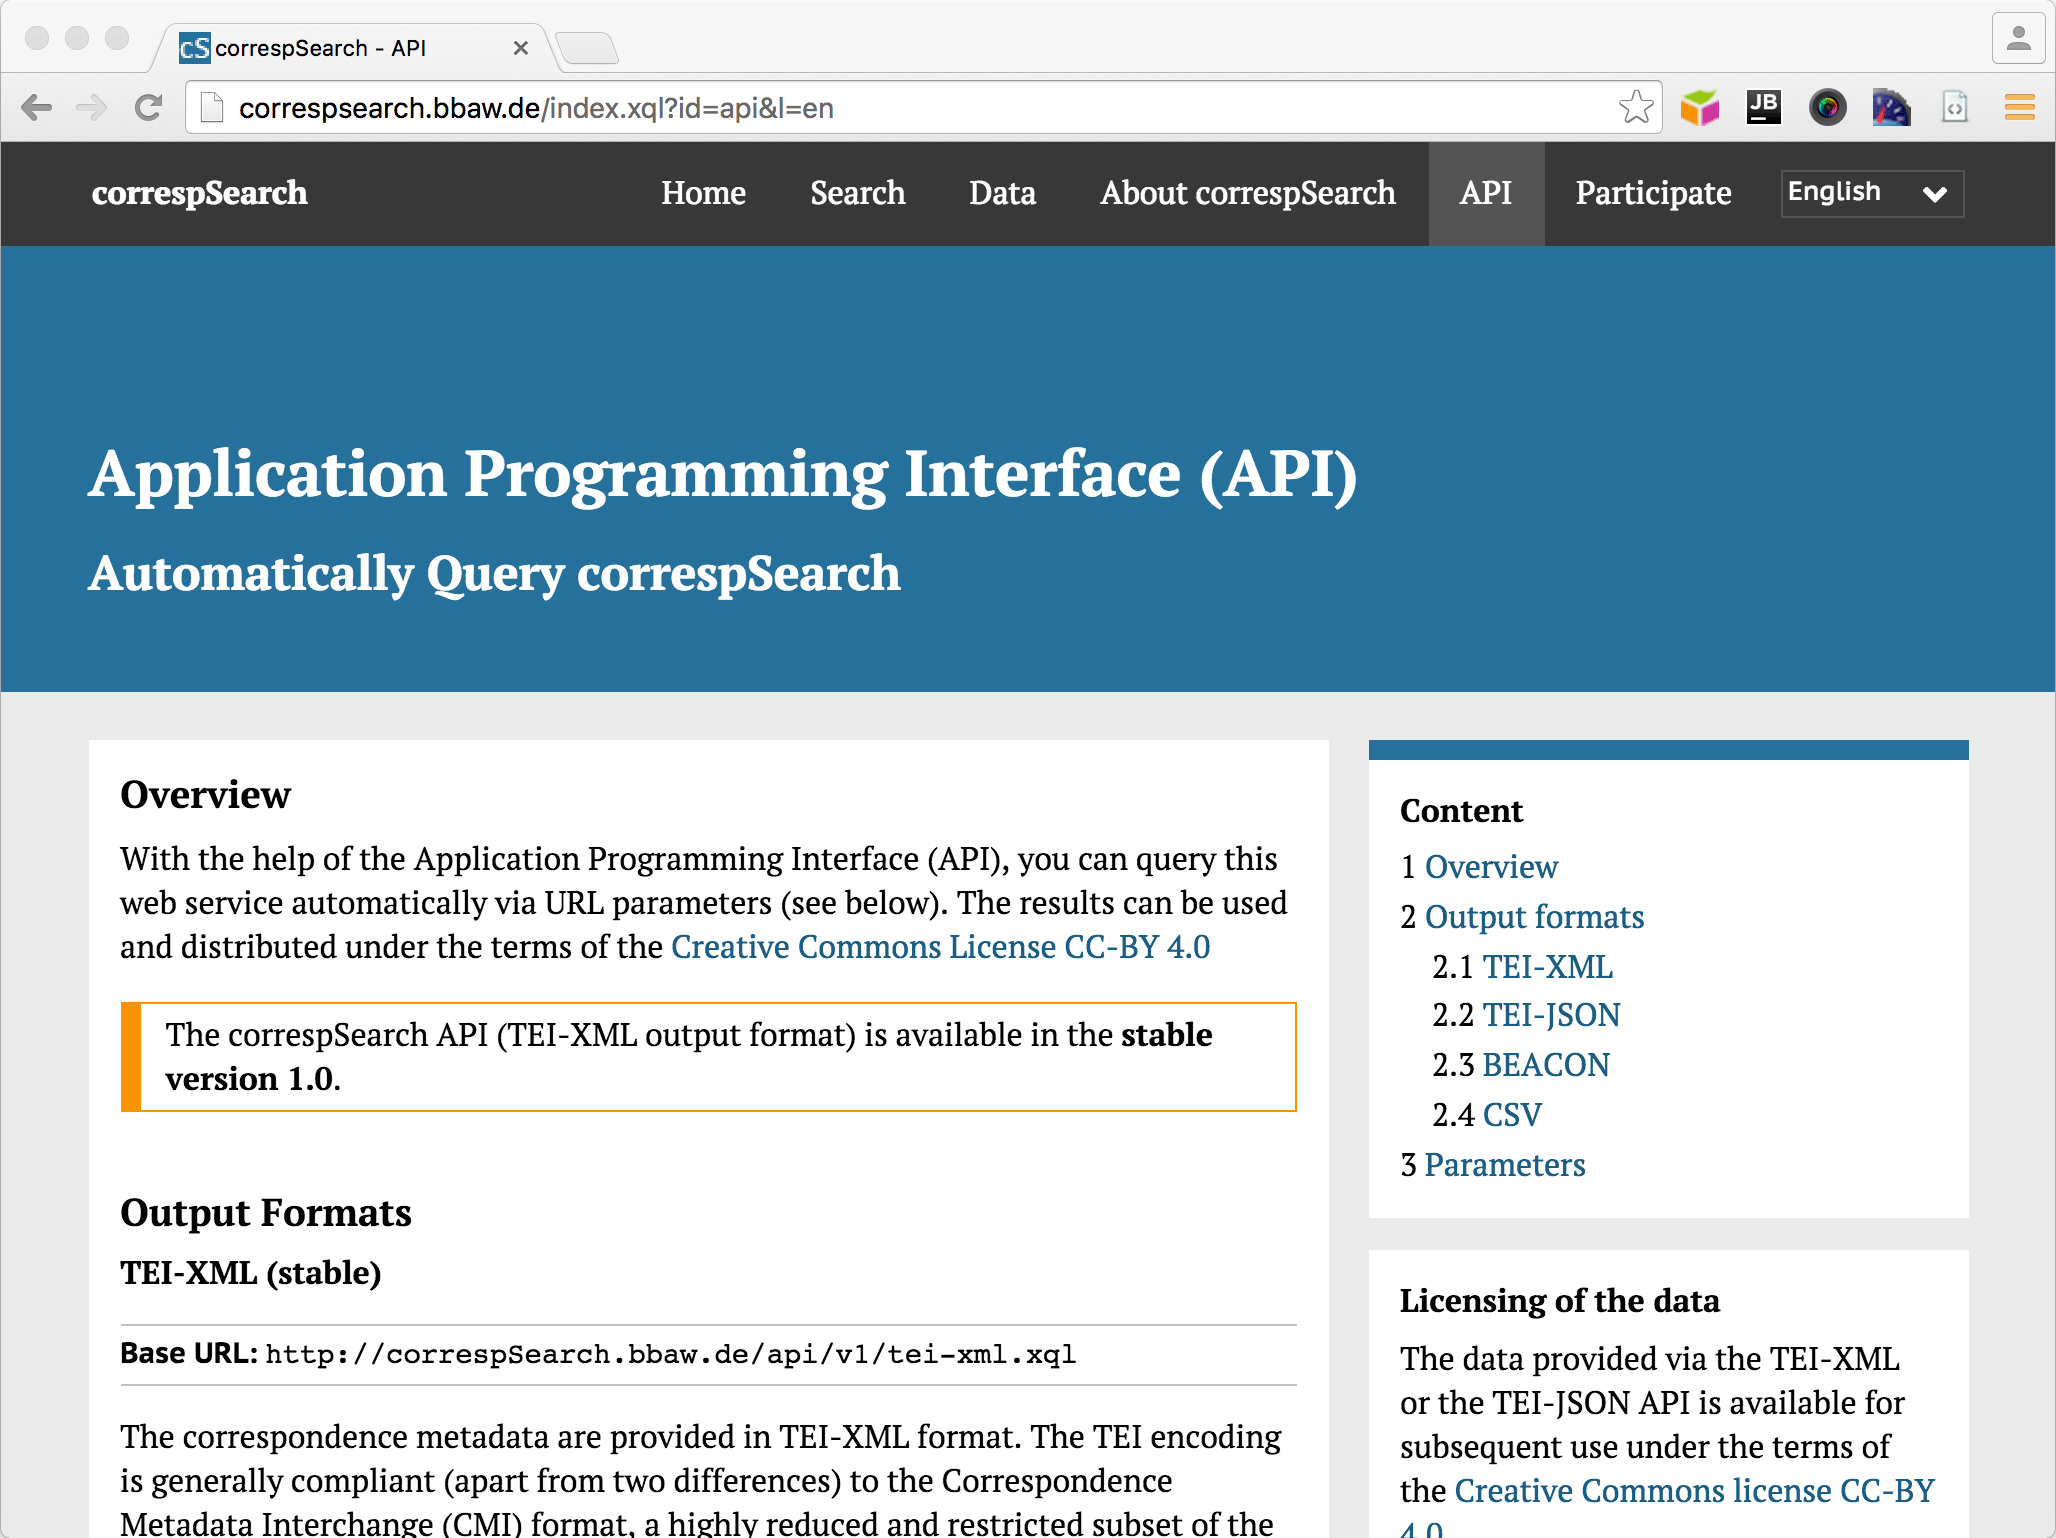 cS correspSearch - API
correspsearch.bbaw.de/index.xql?id=api&l=en
JB
correspSearch Home Search Data About correspSearch API Participate English
Application Programming Interface (API)
Automatically Query correspSearch
Overview
With the help of the Application Programming Interface (API), you can query this
web service automatically via URL parameters (see below). The results can be used
and distributed under the terms of the Creative Commons License CC-BY 4.0
The correspSearch API (TEI-XML output format) is available in the stable
version 1.0.
Output Formats
TEI-XML (stable)
Base URL: http://correspSearch.bbaw.de/api/v1/tei-xml.xql
The correspondence metadata are provided in TEI-XML format. The TEI encoding
is generally compliant (apart from two differences) to the Correspondence
Metadata Interchange (CMI) format, a highly reduced and restricted subset of the
Content
1 Overview
2 Output formats
2.1 TEI-XML
2.2 TEI-JSON
2.3 BEACON
2.4 CSV
3 Parameters
Licensing of the data
The data provided via the TEI-XML
or the TEI-JSON API is available for
subsequent use under the terms of
the Creative Commons license CC-BY
4.0